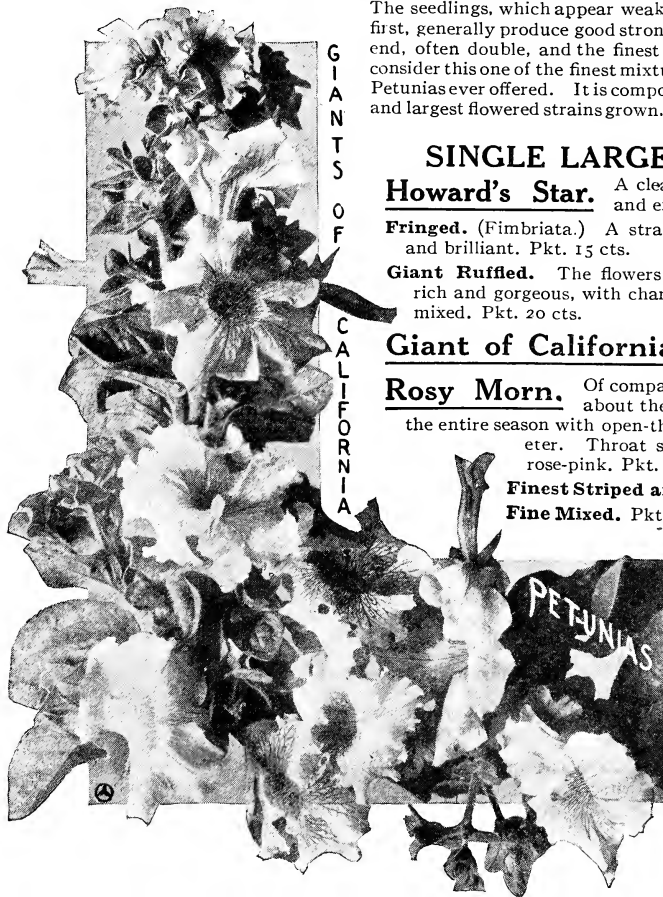 The seedlings, which appear weak
first, generally produce good stron
end, often double, and the finest
consider this one of the finest mixtu
Petunias ever offered. It is compo
and largest flowered strains grown.
SINGLE LARGE
Howard's Star. A clea
and e
Fringed. (Fimbriata.) A stra
and brilliant. Pkt. 15 cts.
Giant Ruffled. The flowers
rich and gorgeous, with char
mixed. Pkt. 20 cts.
Giant of California
Rosy Morn. Of compa
about the
the entire season with open-th
eter. Throat s
rose-pink. Pkt.
Finest Striped a
Fine Mixed. Pkt
GIANTS OF CALIFORNIA
PETUNIAS